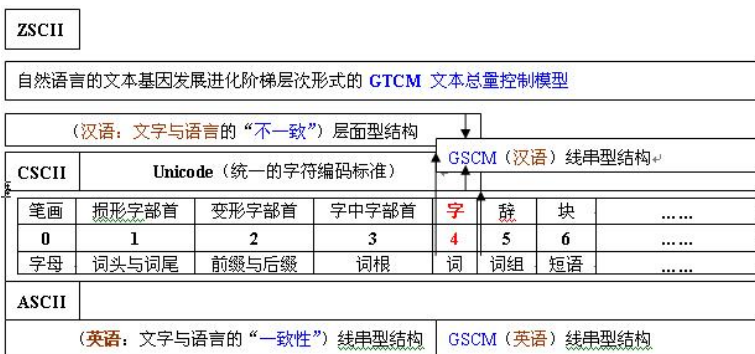 ZSCII
自然语言的文本基因发展进化阶梯层次形式的 GTCM 文本总量控制模型
（汉语：文字与语言的“不一致”）层面型结构
GSCM（汉语）线串型结构
CSCII Unicode（统一的字符编码标准）
笔画 损形字部首 变形字部首 字中字部首 字 辞 块 ……
0 1 2 3 4 5 6 ……
字母 词头与词尾 前缀与后缀 词根 词 词组 短语 ……
ASCII
（英语：文字与语言的“一致性”）线串型结构 GSCM（英语）线串型结构